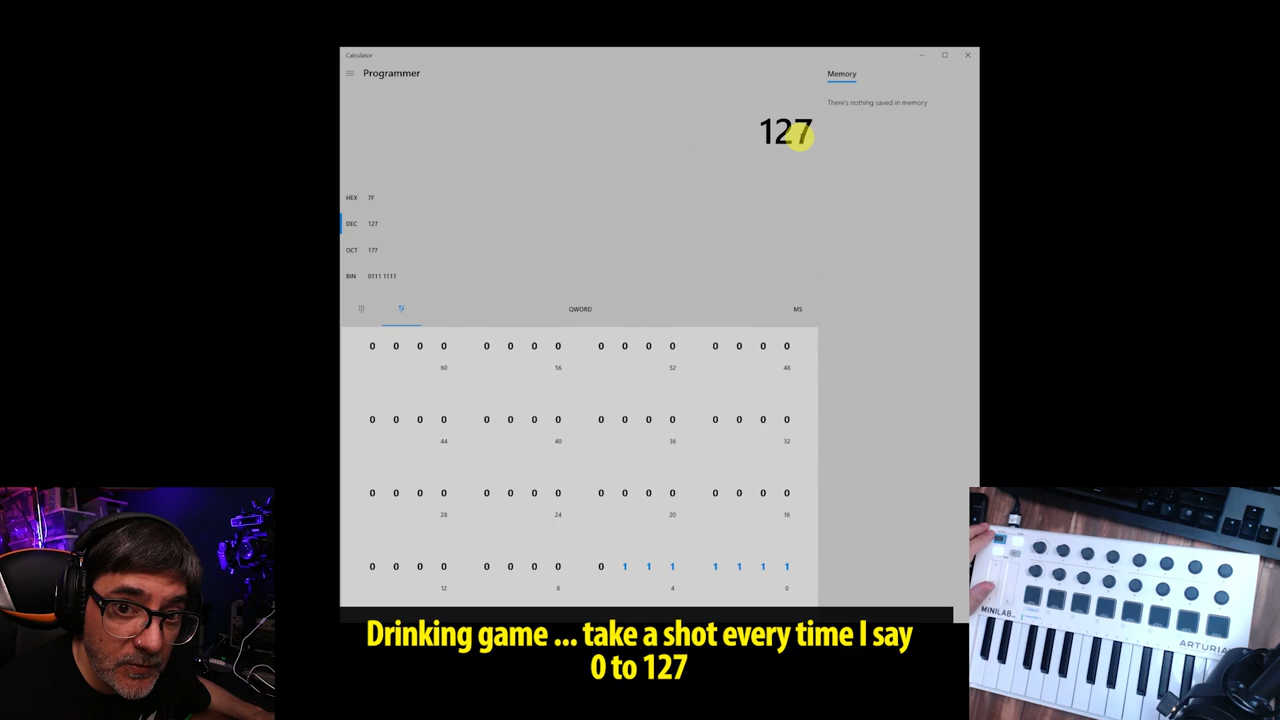 Calculator
Programmer
Memory
There's nothing saved in memory
127
HEX 7F
DEC 127
OCT 177
BIN 0111 1111
QWORD MS
0 0 0 0 0 0 0 0 0 0 0 0 0 0 0 0
60 56 52 48
0 0 0 0 0 0 0 0 0 0 0 0 0 0 0 0
44 40 36 32
0 0 0 0 0 0 0 0 0 0 0 0 0 0 0 0
28 24 20 16
0 0 0 0 0 0 0 0 0 1 1 1 1 1 1 1
12 8 4 0
MINILAB
ARTURIA
Drinking game ... take a shot every time I say
0 to 127